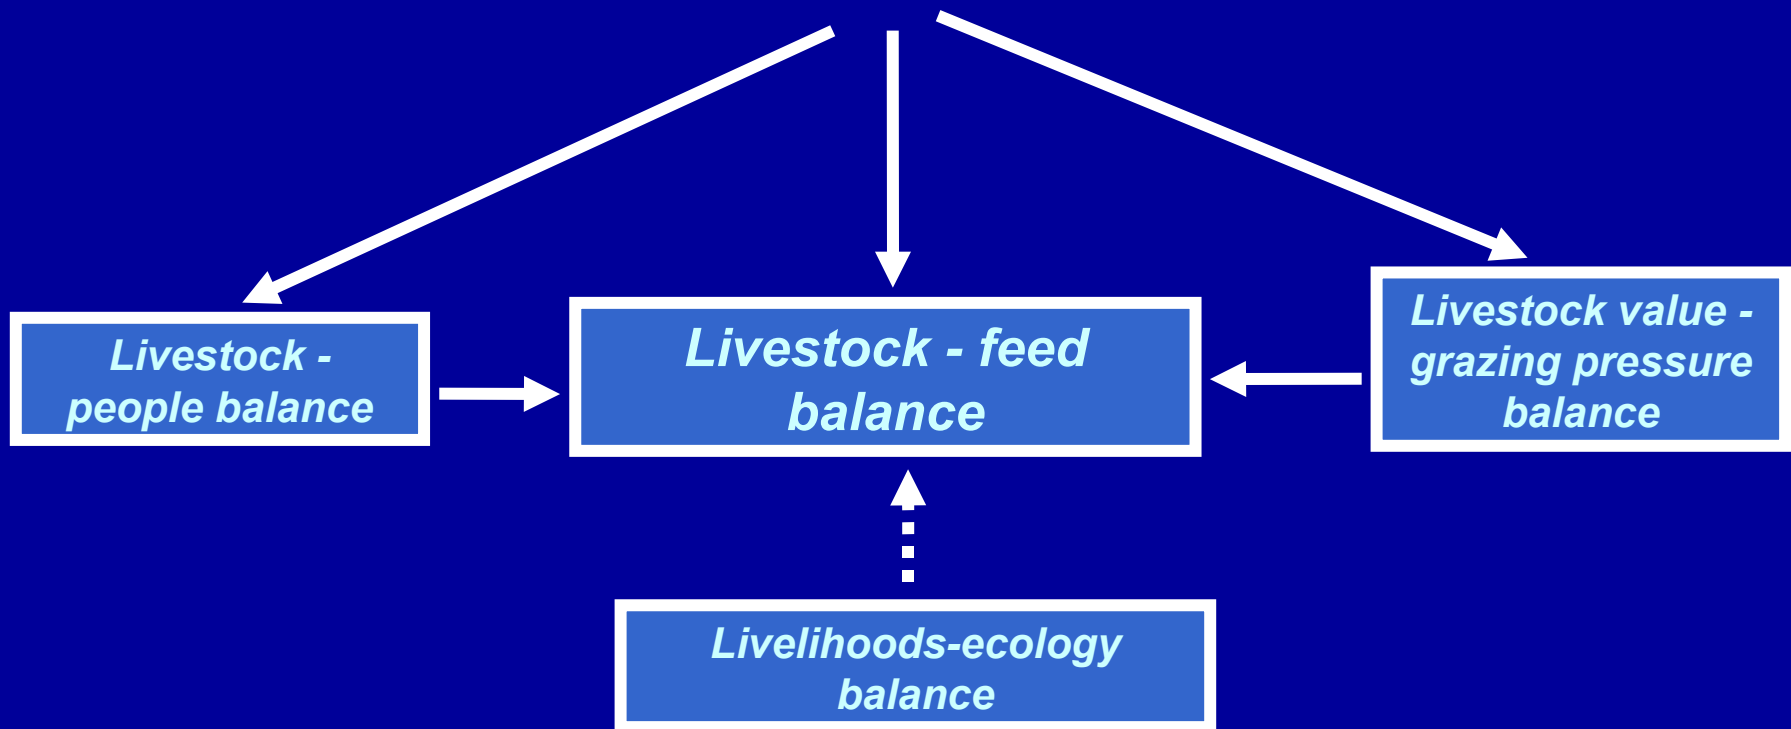 Livestock -
people balance
Livestock - feed
balance
Livestock value -
grazing pressure
balance
Livelihoods-ecology
balance